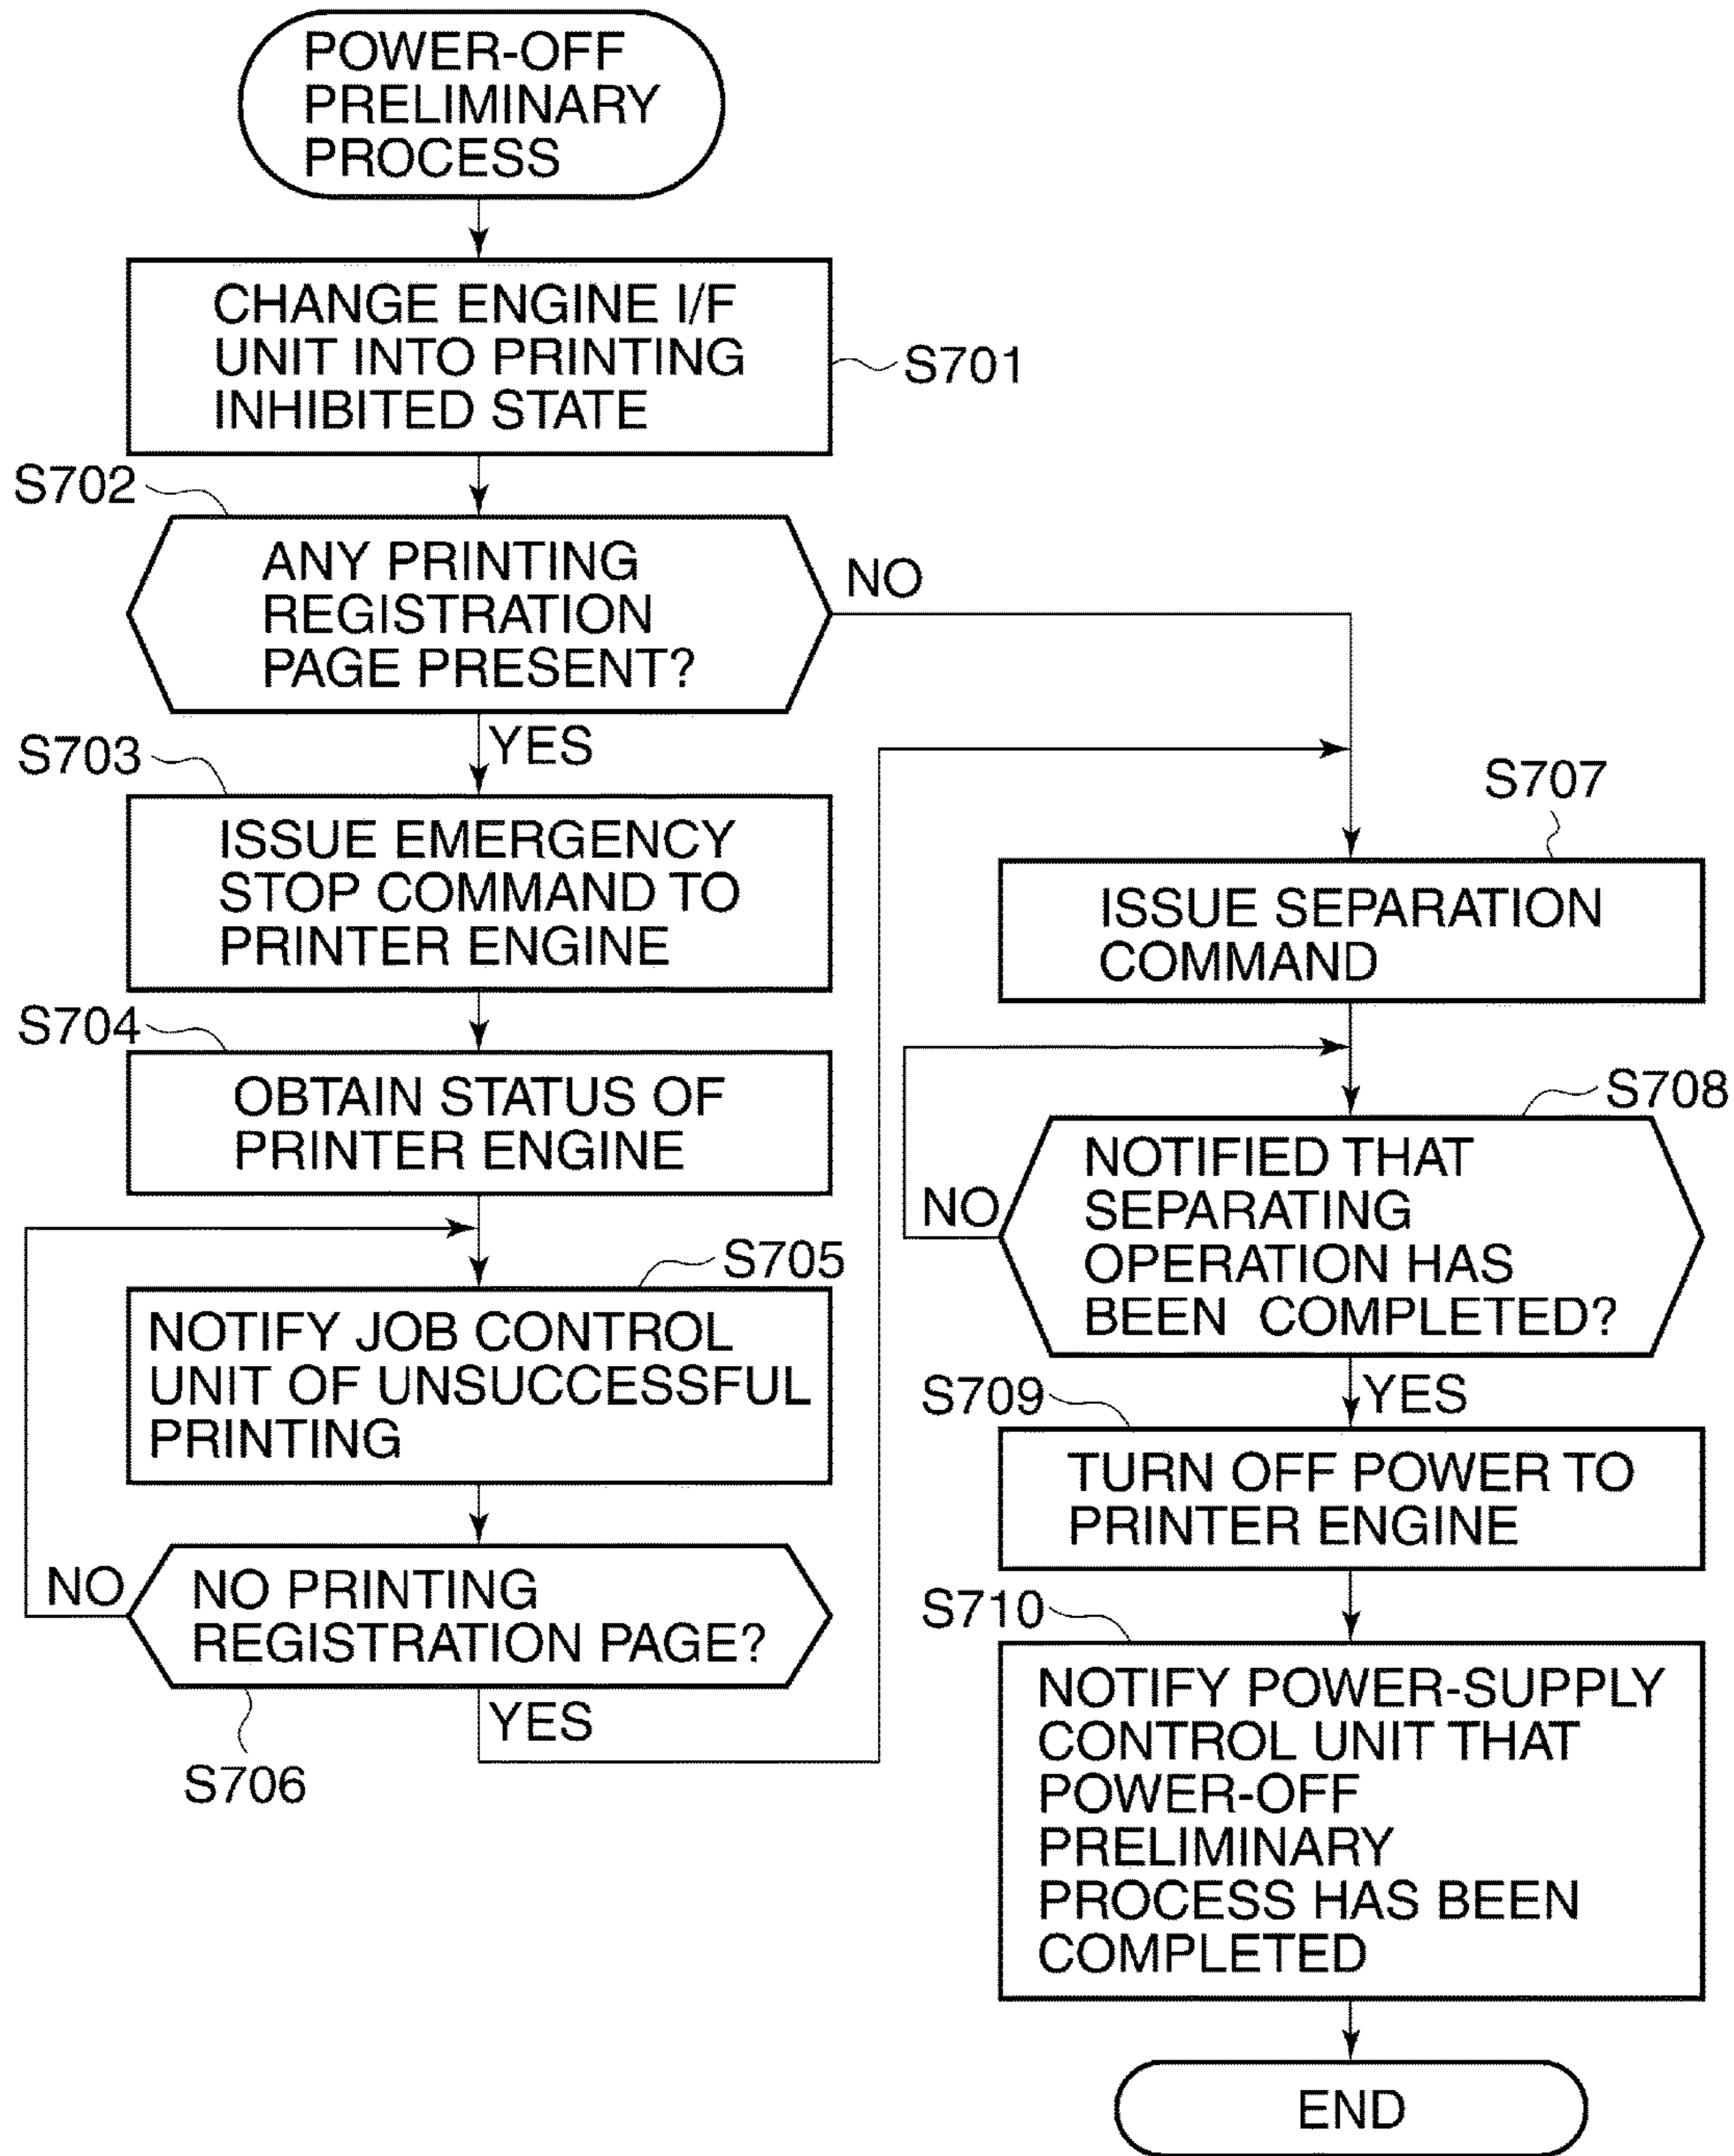 POWER-OFF
PRELIMINARY
PROCESS
CHANGE ENGINE I/F
UNIT INTO PRINTING
INHIBITED STATE
S701
S702
ANY PRINTING
REGISTRATION
PAGE PRESENT?
NO
YES
S703
ISSUE EMERGENCY
STOP COMMAND TO
PRINTER ENGINE
S704
OBTAIN STATUS OF
PRINTER ENGINE
S705
NOTIFY JOB CONTROL
UNIT OF UNSUCCESSFUL
PRINTING
NO
NO PRINTING
REGISTRATION PAGE?
YES
S706
S707
ISSUE SEPARATION
COMMAND
S708
NOTIFIED THAT
SEPARATING
OPERATION HAS
BEEN COMPLETED?
NO
YES
S709
TURN OFF POWER TO
PRINTER ENGINE
S710
NOTIFY POWER-SUPPLY
CONTROL UNIT THAT
POWER-OFF
PRELIMINARY
PROCESS HAS BEEN
COMPLETED
END